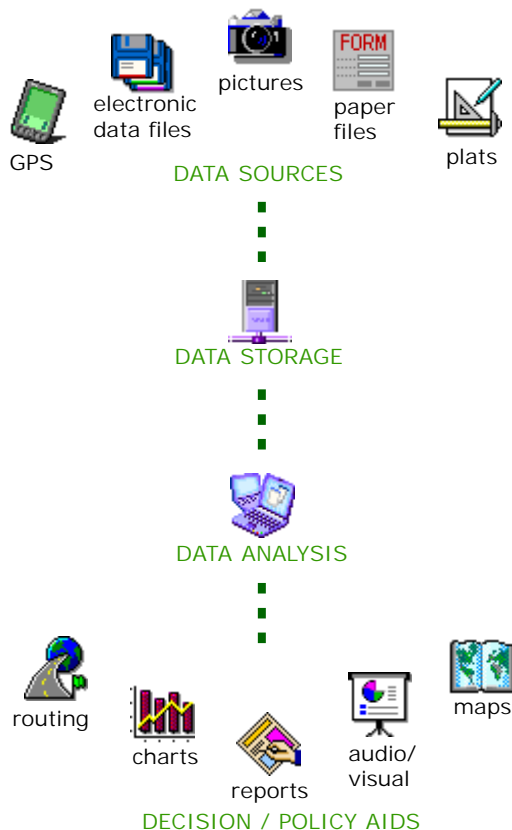 GPS
electronic
data files
pictures
FORM
paper
files
plats
DATA SOURCES
DATA STORAGE
DATA ANALYSIS
routing
charts
reports
audio/
visual
maps
DECISION / POLICY AIDS